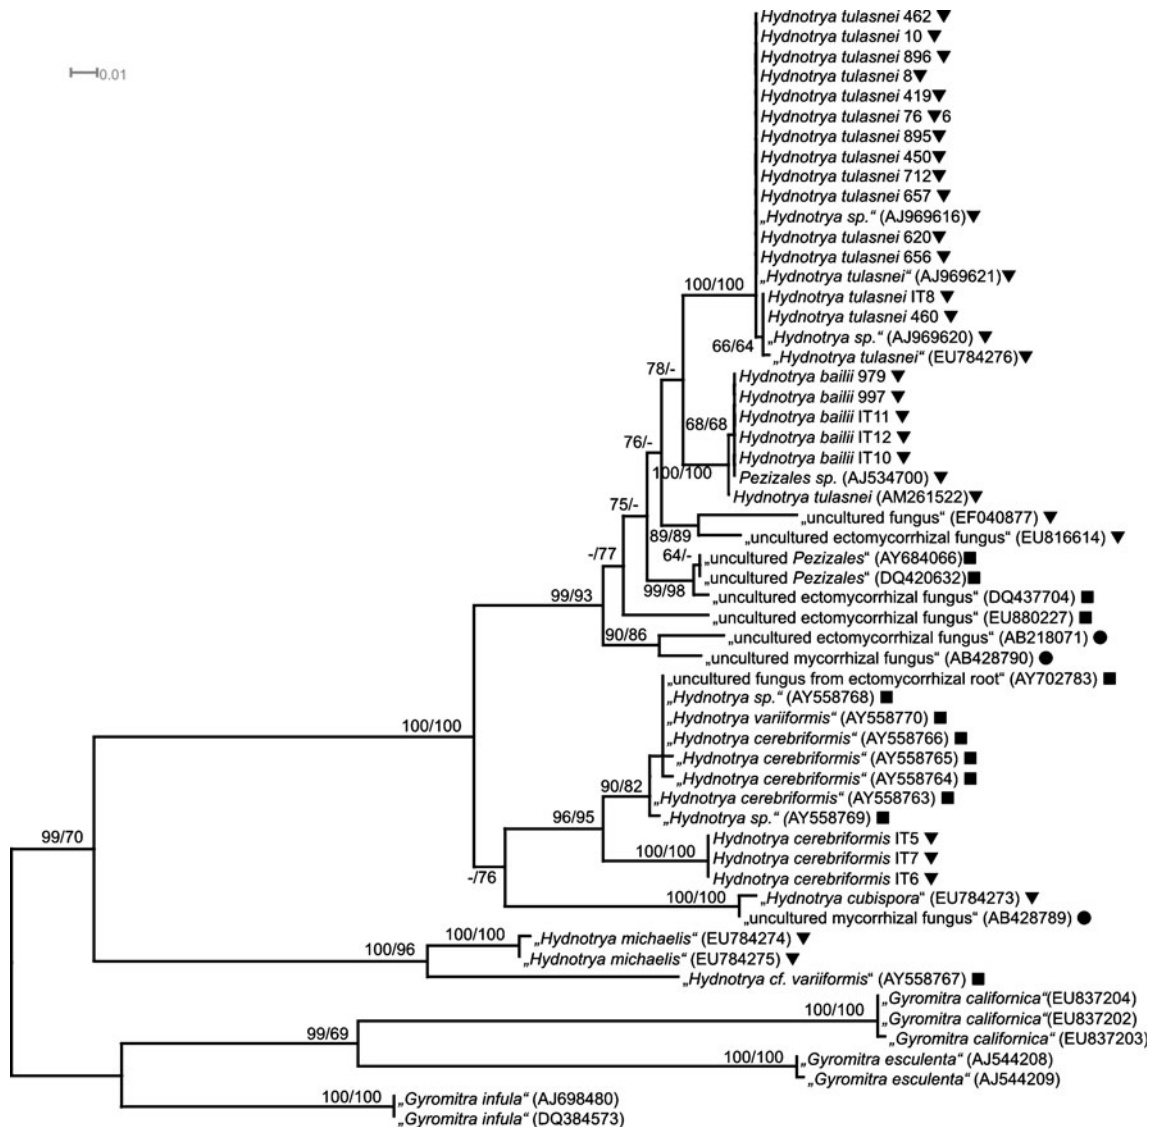 Hydnotrya tulasnei 462 ▼
Hydnotrya tulasnei 10 ▼
Hydnotrya tulasnei 896 ▼
0.01
Hydnotrya tulasnei 8▼
Hydnotrya tulasnei 419▼
Hydnotrya tulasnei 76 ▼6
Hydnotrya tulasnei 895▼
Hydnotrya tulasnei 450▼
Hydnotrya tulasnei 712▼
Hydnotrya tulasnei 657 ▼
„Hydnotrya sp.“ (AJ969616)▼
Hydnotrya tulasnei 620▼
Hydnotrya tulasnei 656 ▼
„Hydnotrya tulasnei“ (AJ969621)▼
100/100
Hydnotrya tulasnei IT8 ▼
Hydnotrya tulasnei 460 ▼
„Hydnotrya sp.“ (AJ969620) ▼
66/64
„Hydnotrya tulasnei“ (EU784276)▼
78/-
Hydnotrya bailii 979 ▼
Hydnotrya bailii 997 ▼
Hydnotrya bailii IT11 ▼
68/68
Hydnotrya bailii IT12 ▼
76/-
Hydnotrya bailii IT10 ▼
100/100
Pezizales sp. (AJ534700) ▼
Hydnotrya tulasnei (AM261522)▼
75/-
„uncultured fungus“ (EF040877) ▼
89/89
„uncultured ectomycorrhizal fungus“ (EU816614) ▼
-/77
64/-
„uncultured Pezizales“ (AY684066)■
„uncultured Pezizales“ (DQ420632)■
99/98
„uncultured ectomycorrhizal fungus“ (DQ437704) ■
99/93
„uncultured ectomycorrhizal fungus“ (EU880227) ■
90/86
„uncultured ectomycorrhizal fungus“ (AB218071) ●
„uncultured mycorrhizal fungus“ (AB428790) ●
„uncultured fungus from ectomycorrhizal root“ (AY702783) ■
„Hydnotrya sp.“ (AY558768) ■
„Hydnotrya variiformis“ (AY558770) ■
100/100
„Hydnotrya cerebriformis“ (AY558766) ■
„Hydnotrya cerebriformis“ (AY558765) ■
„Hydnotrya cerebriformis“ (AY558764) ■
90/82
„Hydnotrya cerebriformis“ (AY558763) ■
96/95
„Hydnotrya sp.“ (AY558769) ■
99/70
Hydnotrya cerebriformis IT5 ▼
100/100
Hydnotrya cerebriformis IT7 ▼
-/76
Hydnotrya cerebriformis IT6 ▼
100/100
„Hydnotrya cubispora“ (EU784273) ▼
„uncultured mycorrhizal fungus“ (AB428789) ●
100/96
100/100
„Hydnotrya michaelis“ (EU784274) ▼
„Hydnotrya michaelis“ (EU784275) ▼
„Hydnotrya cf. variiformis“ (AY558767) ■
„Gyromitra californica“(EU837204)
100/100
„Gyromitra californica“(EU837202)
99/69
„Gyromitra californica“ (EU837203)
100/100
„Gyromitra esculenta“ (AJ544208)
„Gyromitra esculenta“ (AJ544209)
100/100
„Gyromitra infula“ (AJ698480)
„Gyromitra infula“ (DQ384573)